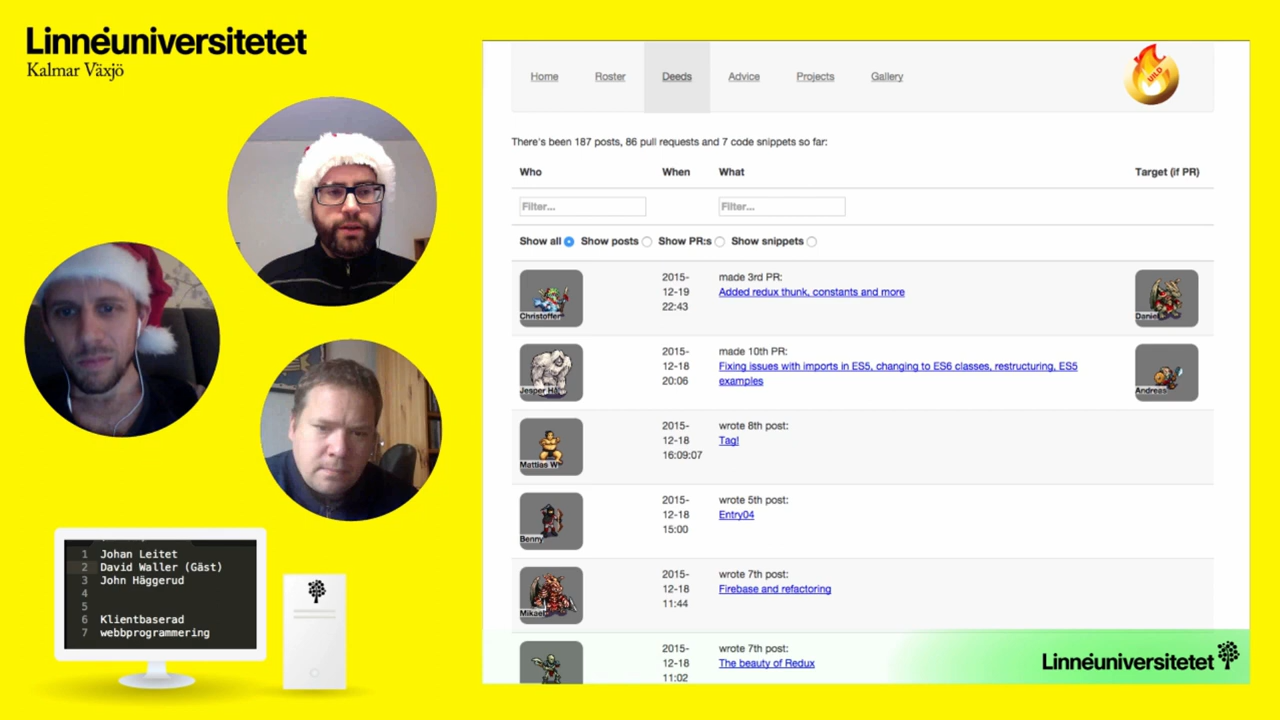 Linnéuniversitetet
Kalmar Växjö
Home Roster Deeds Advice Projects Gallery
UILD
There's been 187 posts, 86 pull requests and 7 code snippets so far:
Who When What Target (if PR)
Filter... Filter...
Show all Show posts Show PR:s Show snippets
Christoffer
2015-
12-19
22:43
made 3rd PR:
Added redux thunk, constants and more
Daniel
Jesper H
2015-
12-18
20:06
made 10th PR:
Fixing issues with imports in ES5, changing to ES6 classes, restructuring, ES5
examples
Andreas
Mattias W
2015-
12-18
16:09:07
wrote 8th post:
Tag!
Benny
2015-
12-18
15:00
wrote 5th post:
Entry04
Mikael
2015-
12-18
11:44
wrote 7th post:
Firebase and refactoring
2015-
12-18
11:02
wrote 7th post:
The beauty of Redux
1 Johan Leitet
2 David Waller (Gäst)
3 John Häggerud
4
5
6 Klientbaserad
7 webbprogrammering
Linnéuniversitetet